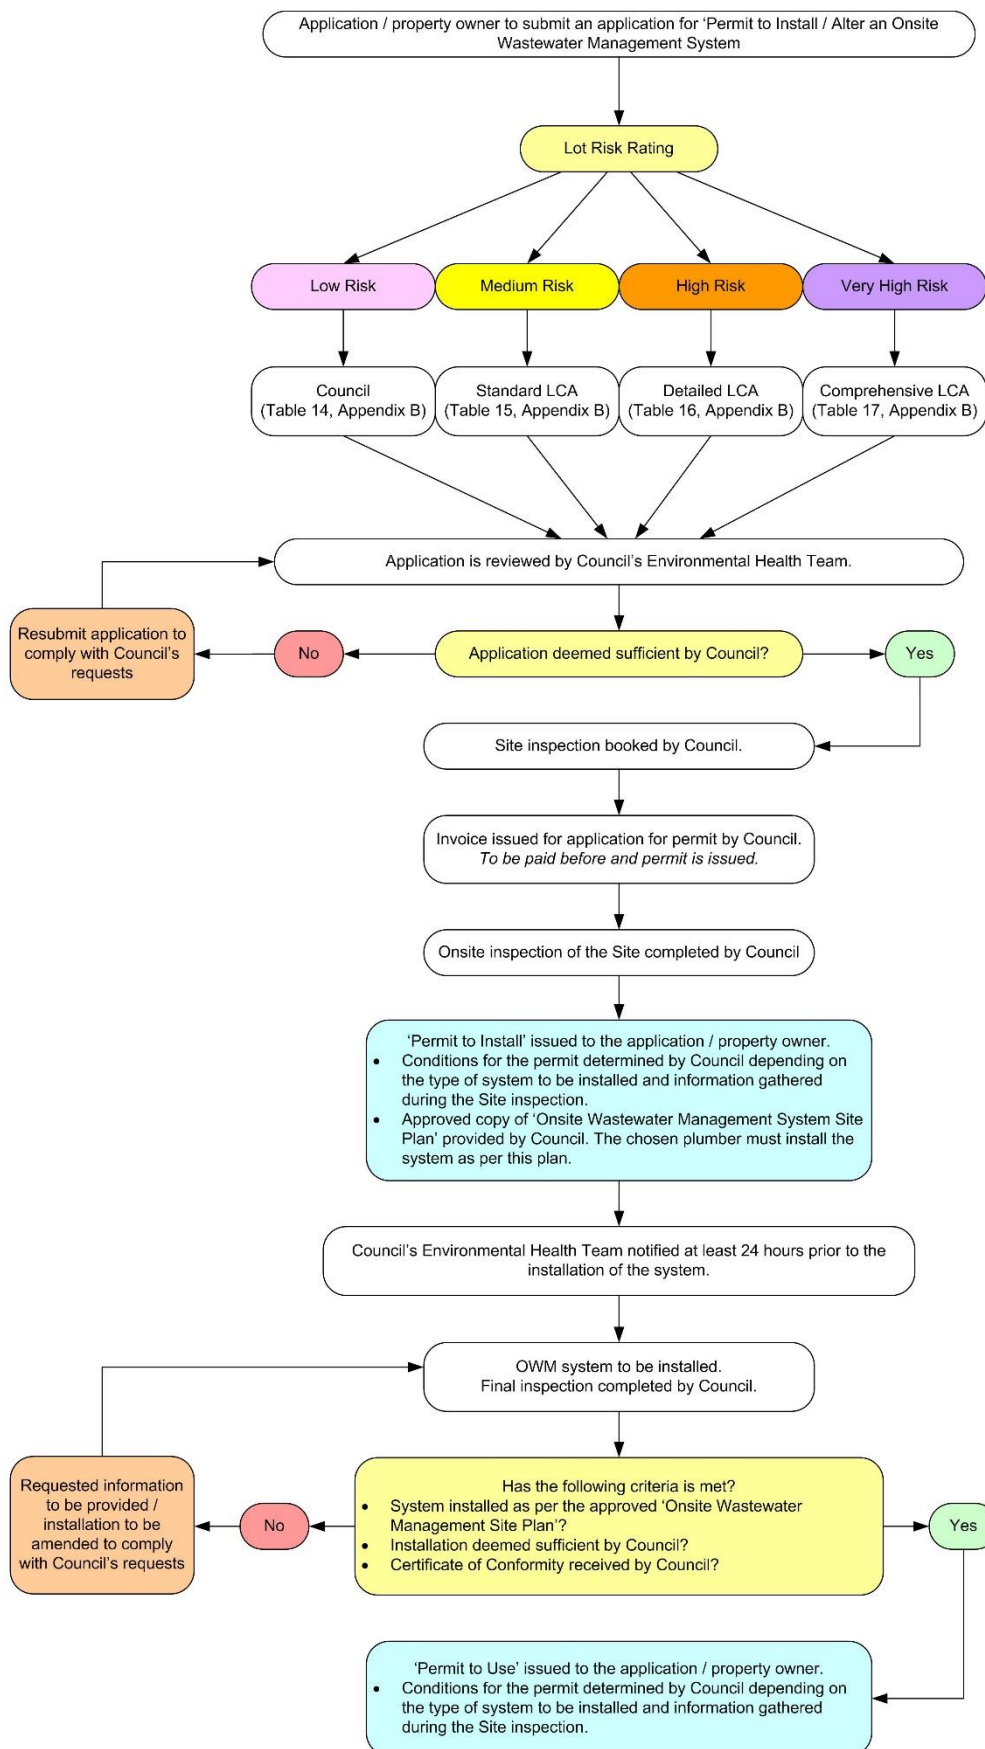 Application / property owner to submit an application for ‘Permit to Install / Alter an Onsite
Wastewater Management System
Lot Risk Rating
Low Risk
Medium Risk
High Risk
Very High Risk
Council
(Table 14, Appendix B)
Standard LCA
(Table 15, Appendix B)
Detailed LCA
(Table 16, Appendix B)
Comprehensive LCA
(Table 17, Appendix B)
Application is reviewed by Council’s Environmental Health Team.
Resubmit application to
comply with Council’s
requests
No
Application deemed sufficient by Council?
Yes
Site inspection booked by Council.
Invoice issued for application for permit by Council.
To be paid before and permit is issued.
Onsite inspection of the Site completed by Council
‘Permit to Install’ issued to the application / property owner.
• Conditions for the permit determined by Council depending on
the type of system to be installed and information gathered
during the Site inspection.
• Approved copy of ‘Onsite Wastewater Management System Site
Plan’ provided by Council. The chosen plumber must install the
system as per this plan.
Council’s Environmental Health Team notified at least 24 hours prior to the
installation of the system.
OWM system to be installed.
Final inspection completed by Council.
Requested information
to be provided /
installation to be
amended to comply
with Council’s requests
No
Has the following criteria is met?
• System installed as per the approved ‘Onsite Wastewater
Management Site Plan’?
• Installation deemed sufficient by Council?
• Certificate of Conformity received by Council?
Yes
‘Permit to Use’ issued to the application / property owner.
• Conditions for the permit determined by Council depending on
the type of system to be installed and information gathered
during the Site inspection.